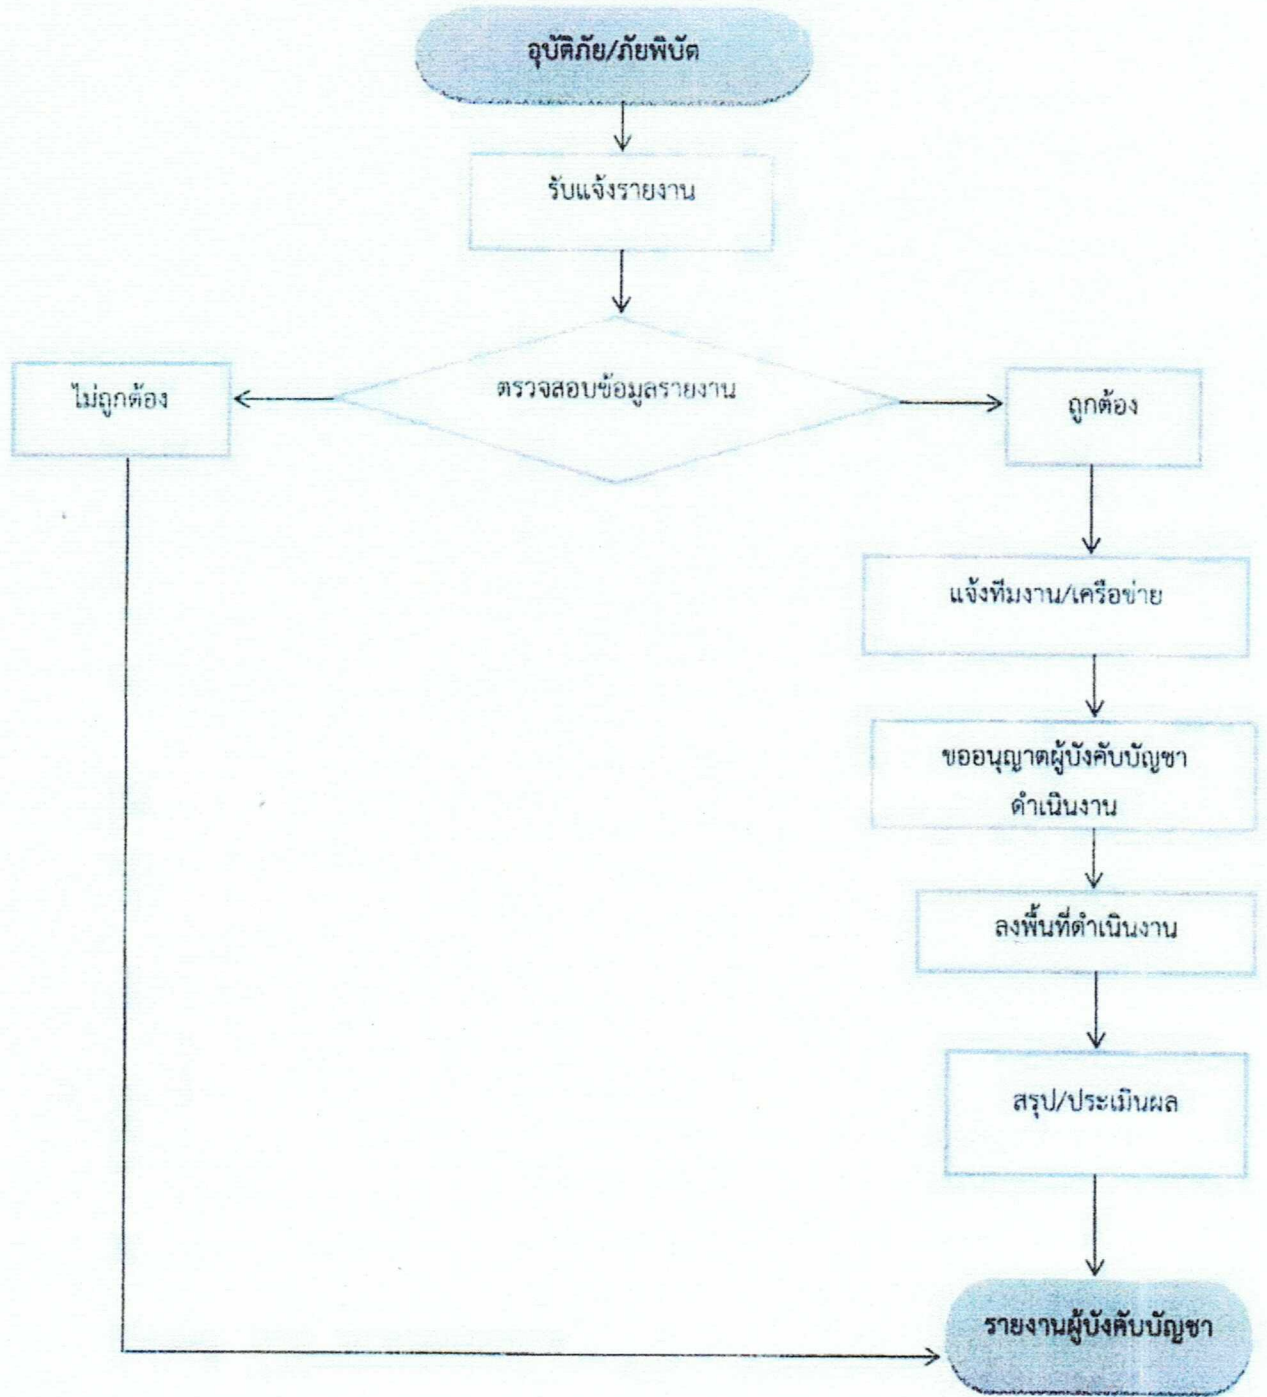 อุบัติภัย/ภัยพิบัต
รับแจ้งรายงาน
ตรวจสอบข้อมูลรายงาน
ไม่ถูกต้อง
ถูกต้อง
แจ้งทีมงาน/เครือข่าย
ขออนุญาตผู้บังคับบัญชา
ดำเนินงาน
ลงพื้นที่ดำเนินงาน
สรุป/ประเมินผล
รายงานผู้บังคับบัญชา